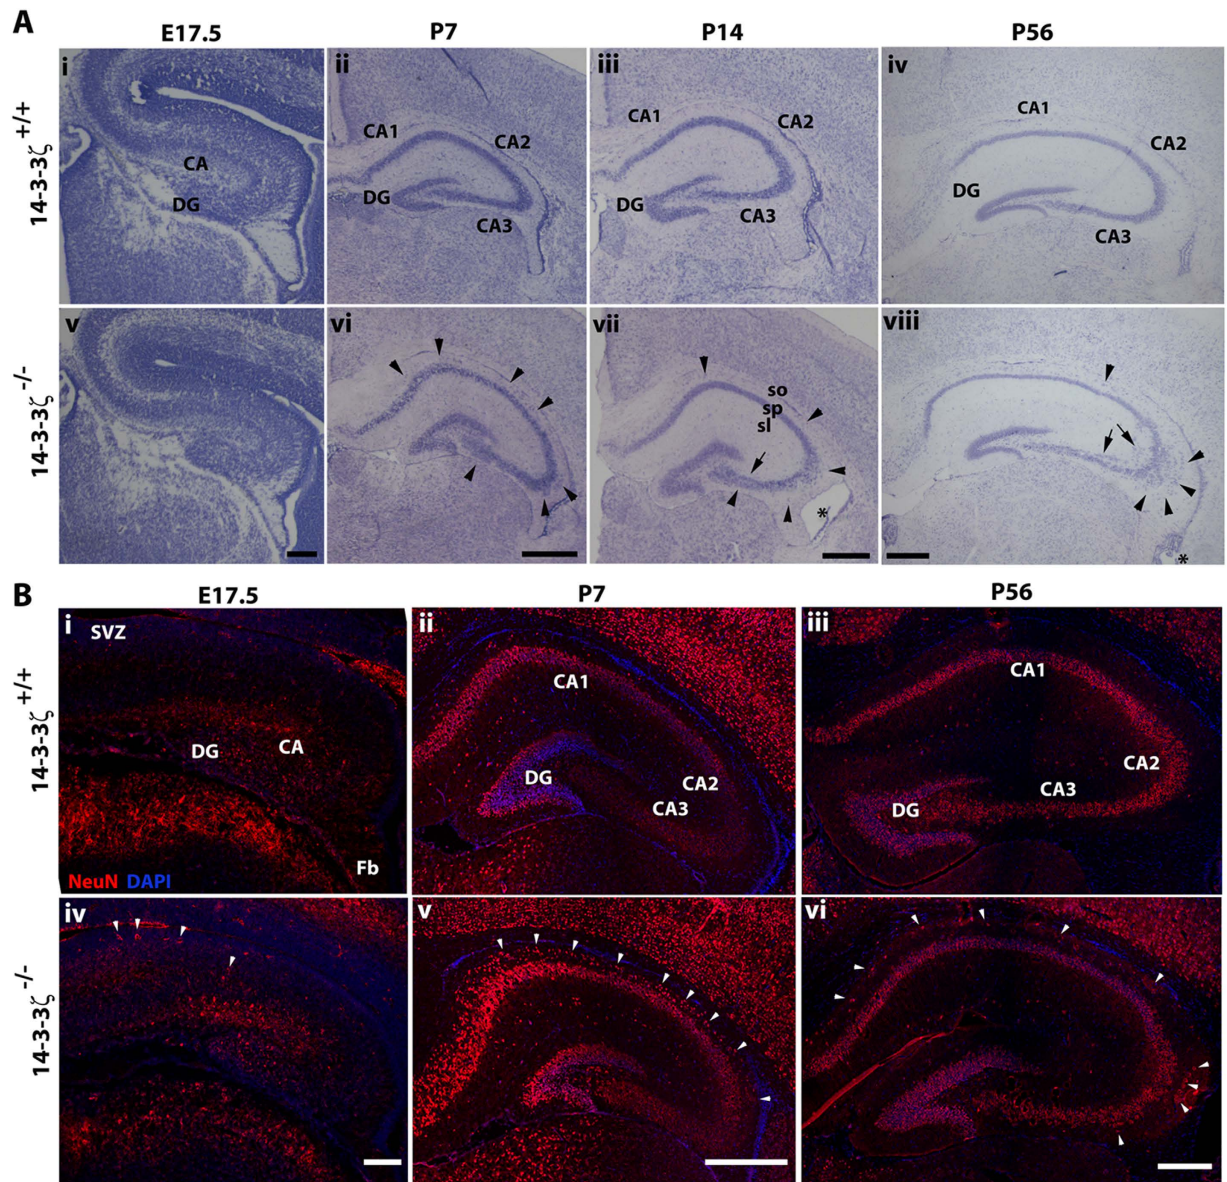 A
E17.5 P7 P14 P56
14-3-3ζ +/+
i ii iii iv
CA DG
CA1 CA2 DG CA3
CA1 CA2 DG CA3
CA1 CA2 DG CA3
14-3-3ζ -/-
v vi vii viii
so
sp
sl
*
*
B
E17.5 P7 P56
14-3-3ζ +/+
i ii iii
SVZ
DG CA
Fb
NeuN DAPI
CA1
DG CA2
CA3
CA1
CA2
CA3
DG
14-3-3ζ -/-
iv v vi